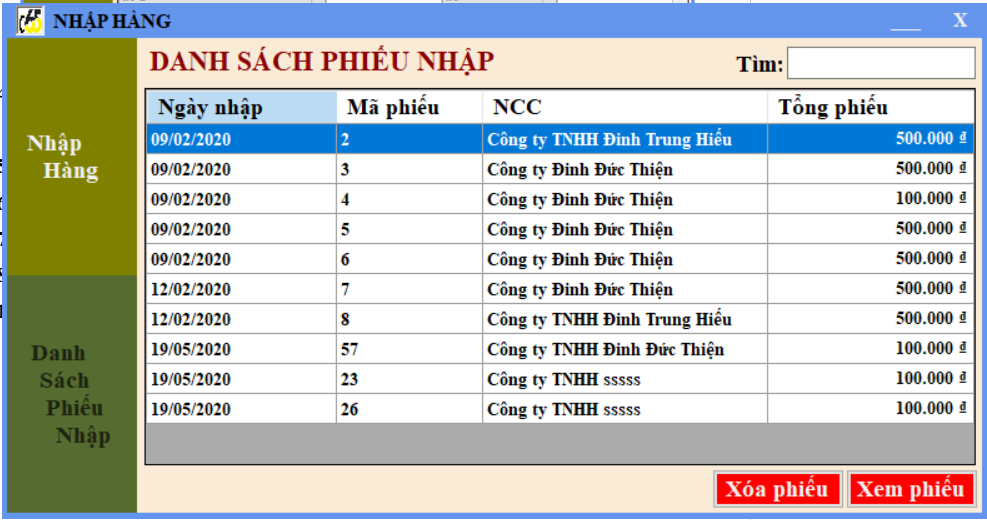 NHẬP HÀNG
X
Nhập
Hàng
Danh
Sách
Phiếu
Nhập
DANH SÁCH PHIẾU NHẬP
Tìm:
Ngày nhập Mã phiếu NCC Tổng phiếu
09/02/2020 2 Công ty TNHH Đinh Trung Hiếu 500.000 ₫
09/02/2020 3 Công ty Đinh Đức Thiện 500.000 ₫
09/02/2020 4 Công ty Đinh Đức Thiện 100.000 ₫
09/02/2020 5 Công ty Đinh Đức Thiện 500.000 ₫
09/02/2020 6 Công ty Đinh Đức Thiện 500.000 ₫
12/02/2020 7 Công ty Đinh Đức Thiện 500.000 ₫
12/02/2020 8 Công ty TNHH Đinh Trung Hiếu 500.000 ₫
19/05/2020 57 Công ty TNHH Đinh Đức Thiện 100.000 ₫
19/05/2020 23 Công ty TNHH sssss 100.000 ₫
19/05/2020 26 Công ty TNHH sssss 100.000 ₫
Xóa phiếu Xem phiếu